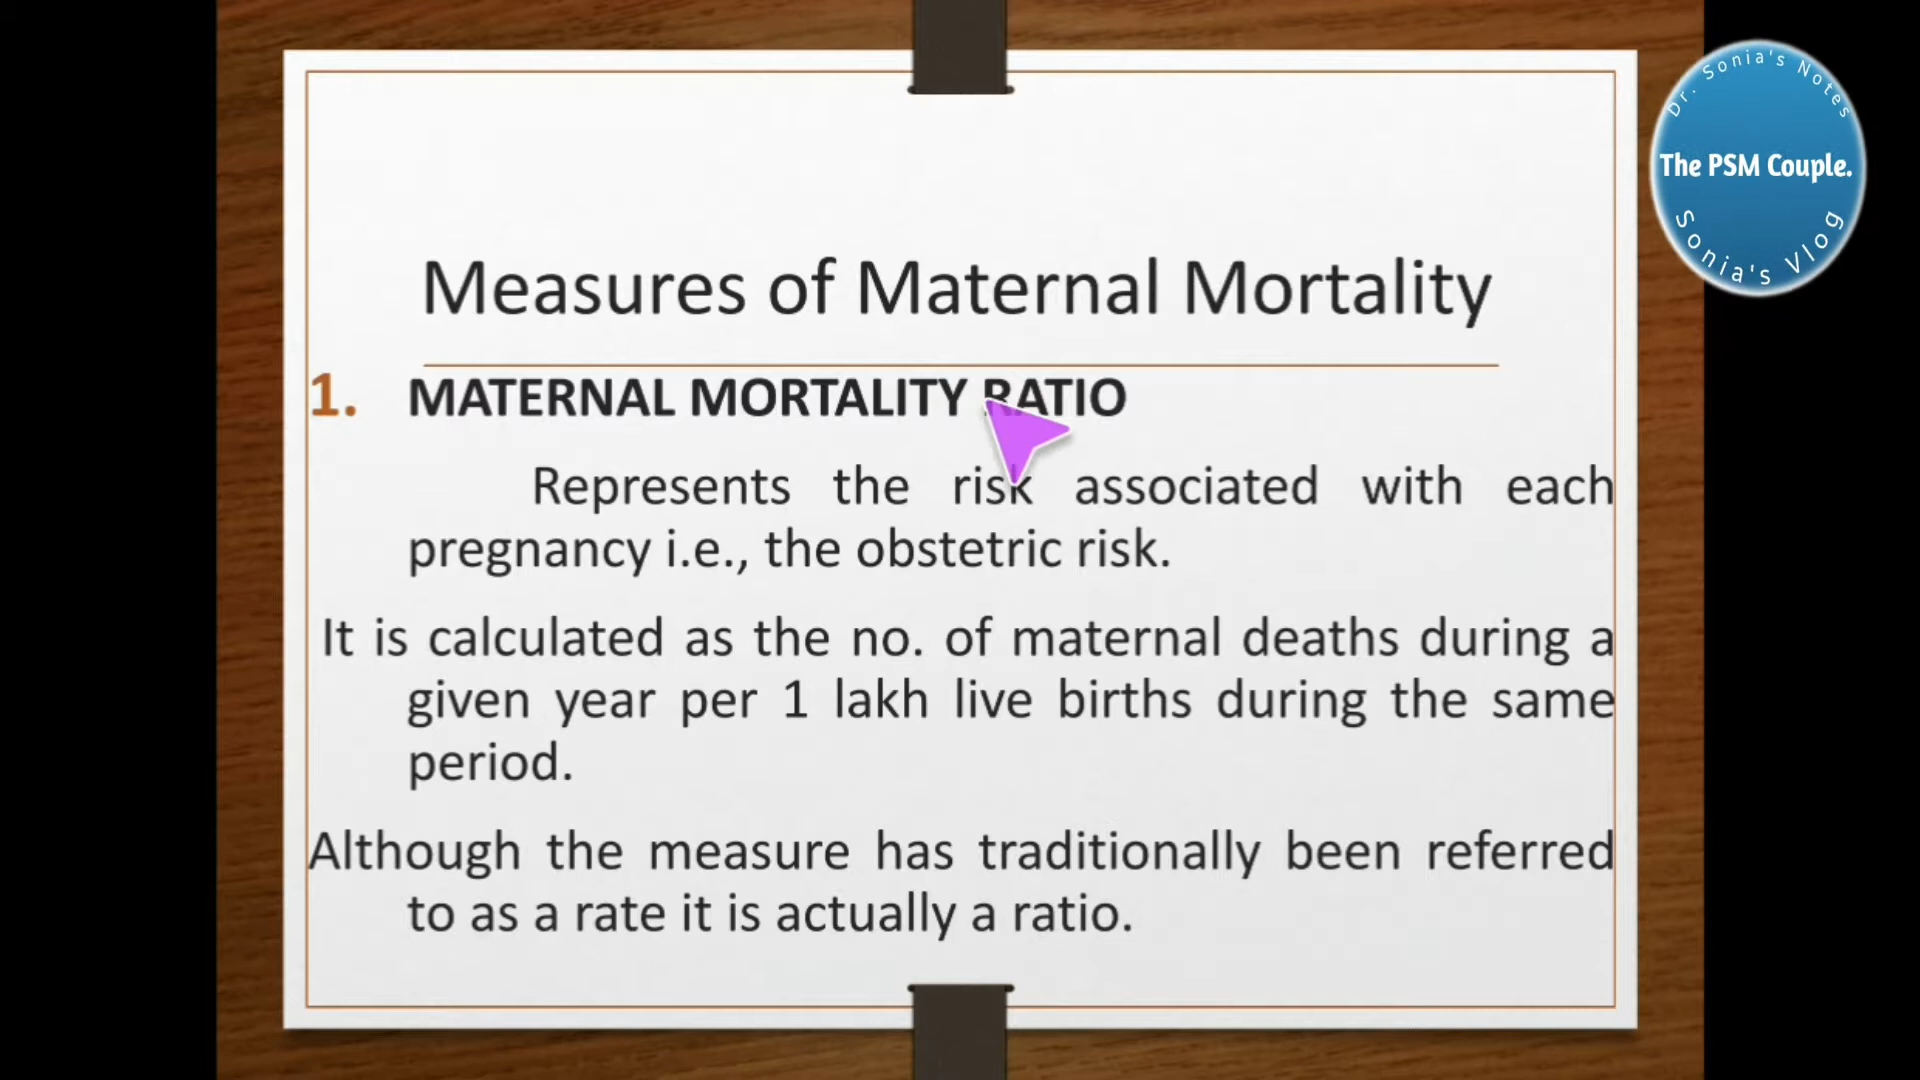 Dr. Sonia's Notes
The PSM Couple.
Sonia's Vlog
Measures of Maternal Mortality
1. MATERNAL MORTALITY RATIO
Represents the risk associated with each
pregnancy i.e., the obstetric risk.
It is calculated as the no. of maternal deaths during a
given year per 1 lakh live births during the same
period.
Although the measure has traditionally been referred
to as a rate it is actually a ratio.